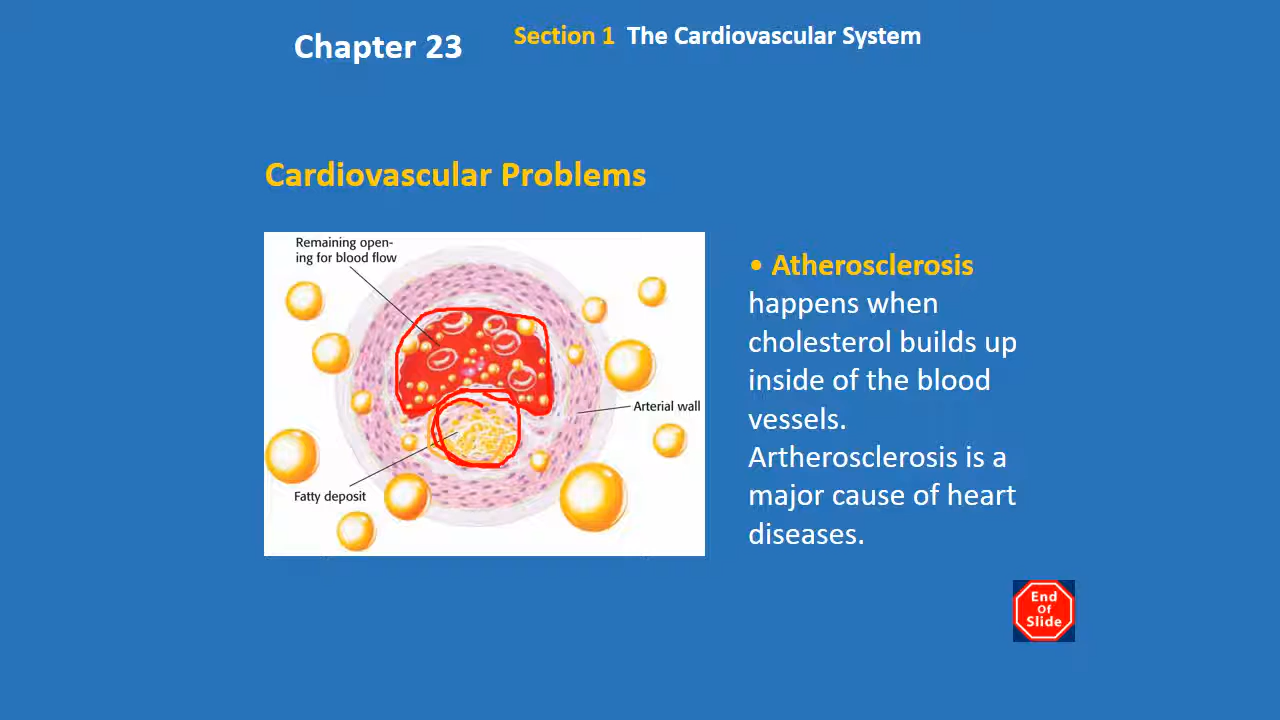 Chapter 23
Section 1 The Cardiovascular System
Cardiovascular Problems
Remaining open-
ing for blood flow
Arterial wall
Fatty deposit
• Atherosclerosis
happens when
cholesterol builds up
inside of the blood
vessels.
Artherosclerosis is a
major cause of heart
diseases.
End
Of
Slide